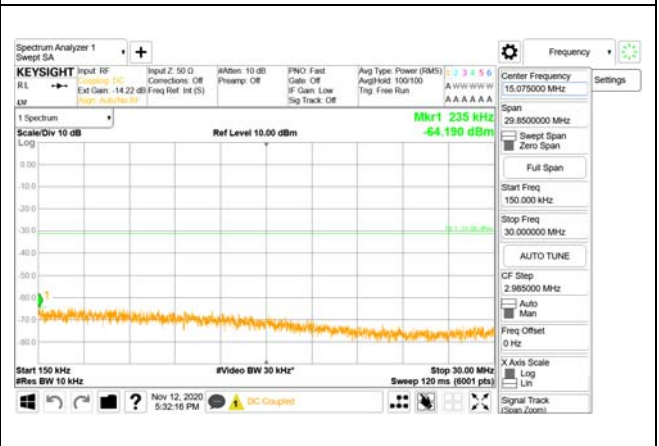 Spectrum Analyzer 1
Swept SA
+
Frequency
KEYSIGHT
RL
Input: RF
Coupling: DC
Ext Gain: -14.22 dB
Align: Auto/No RF
Input Z: 50 Ω
Corrections: Off
Freq Ref: Int (S)
#Atten: 10 dB
Preamp: Off
PNO: Fast
Gate: Off
IF Gain: Low
Sig Track: Off
Avg Type: Power (RMS)
Avg|Hold: 100/100
Trig: Free Run
1 2 3 4 5 6
A W W W W W
A A A A A A
1 Spectrum
Scale/Div 10 dB
Log
Ref Level 10.00 dBm
Mkr1 235 kHz
-64.190 dBm
0.00
-10.0
-20.0
-30.0
-40.0
-50.0
-60.0
-70.0
-80.0
1
Start 150 kHz
#Res BW 10 kHz
#Video BW 30 kHz*
Stop 30.00 MHz
Sweep 120 ms (6001 pts)
Nov 12, 2020
5:32:16 PM
1
DC Coupled
Center Frequency
15.075000 MHz
Settings
Span
29.8500000 MHz
Swept Span
Zero Span
Full Span
Start Freq
150.000 kHz
Stop Freq
30.000000 MHz
AUTO TUNE
CF Step
2.985000 MHz
Auto
Man
Freq Offset
0 Hz
X Axis Scale
Log
Lin
Signal Track
(Span Zoom)